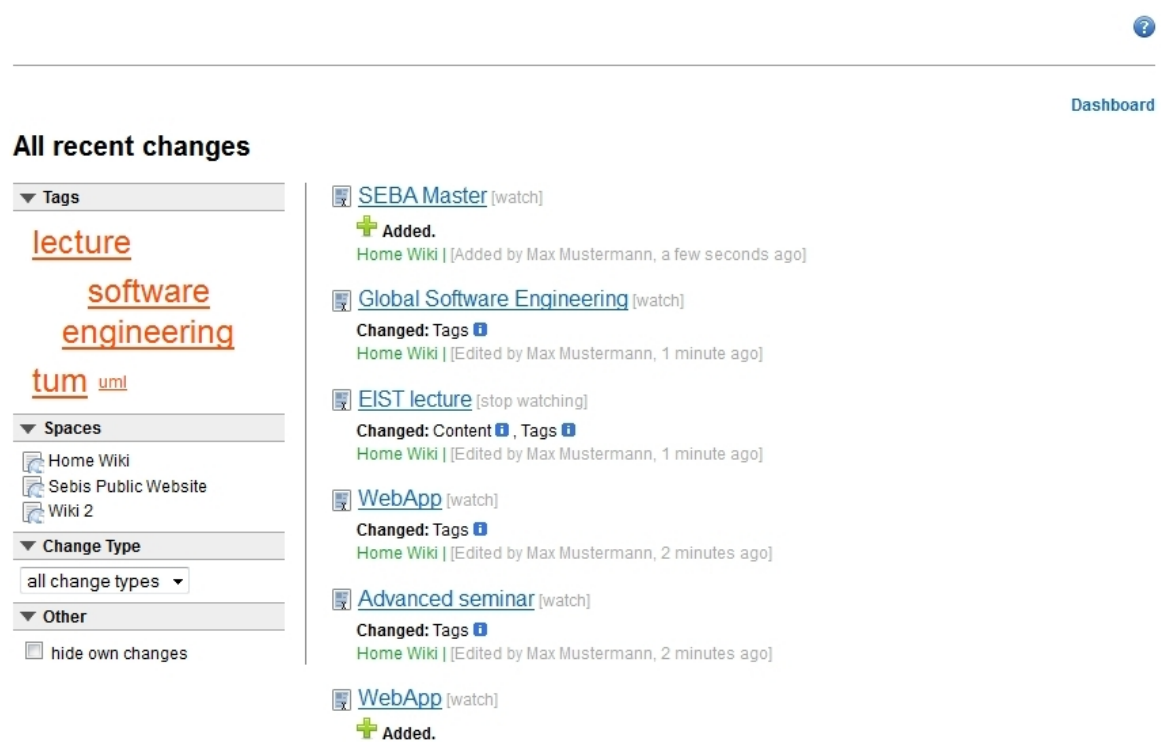 ?
Dashboard
All recent changes
Tags
lecture
software
engineering
tum uml
Spaces
Home Wiki
Sebis Public Website
Wiki 2
Change Type
all change types
Other
hide own changes
SEBA Master [watch]
Added.
Home Wiki | [Added by Max Mustermann, a few seconds ago]
Global Software Engineering [watch]
Changed: Tags i
Home Wiki | [Edited by Max Mustermann, 1 minute ago]
EIST lecture [stop watching]
Changed: Content i , Tags i
Home Wiki | [Edited by Max Mustermann, 1 minute ago]
WebApp [watch]
Changed: Tags i
Home Wiki | [Edited by Max Mustermann, 2 minutes ago]
Advanced seminar [watch]
Changed: Tags i
Home Wiki | [Edited by Max Mustermann, 2 minutes ago]
WebApp [watch]
Added.